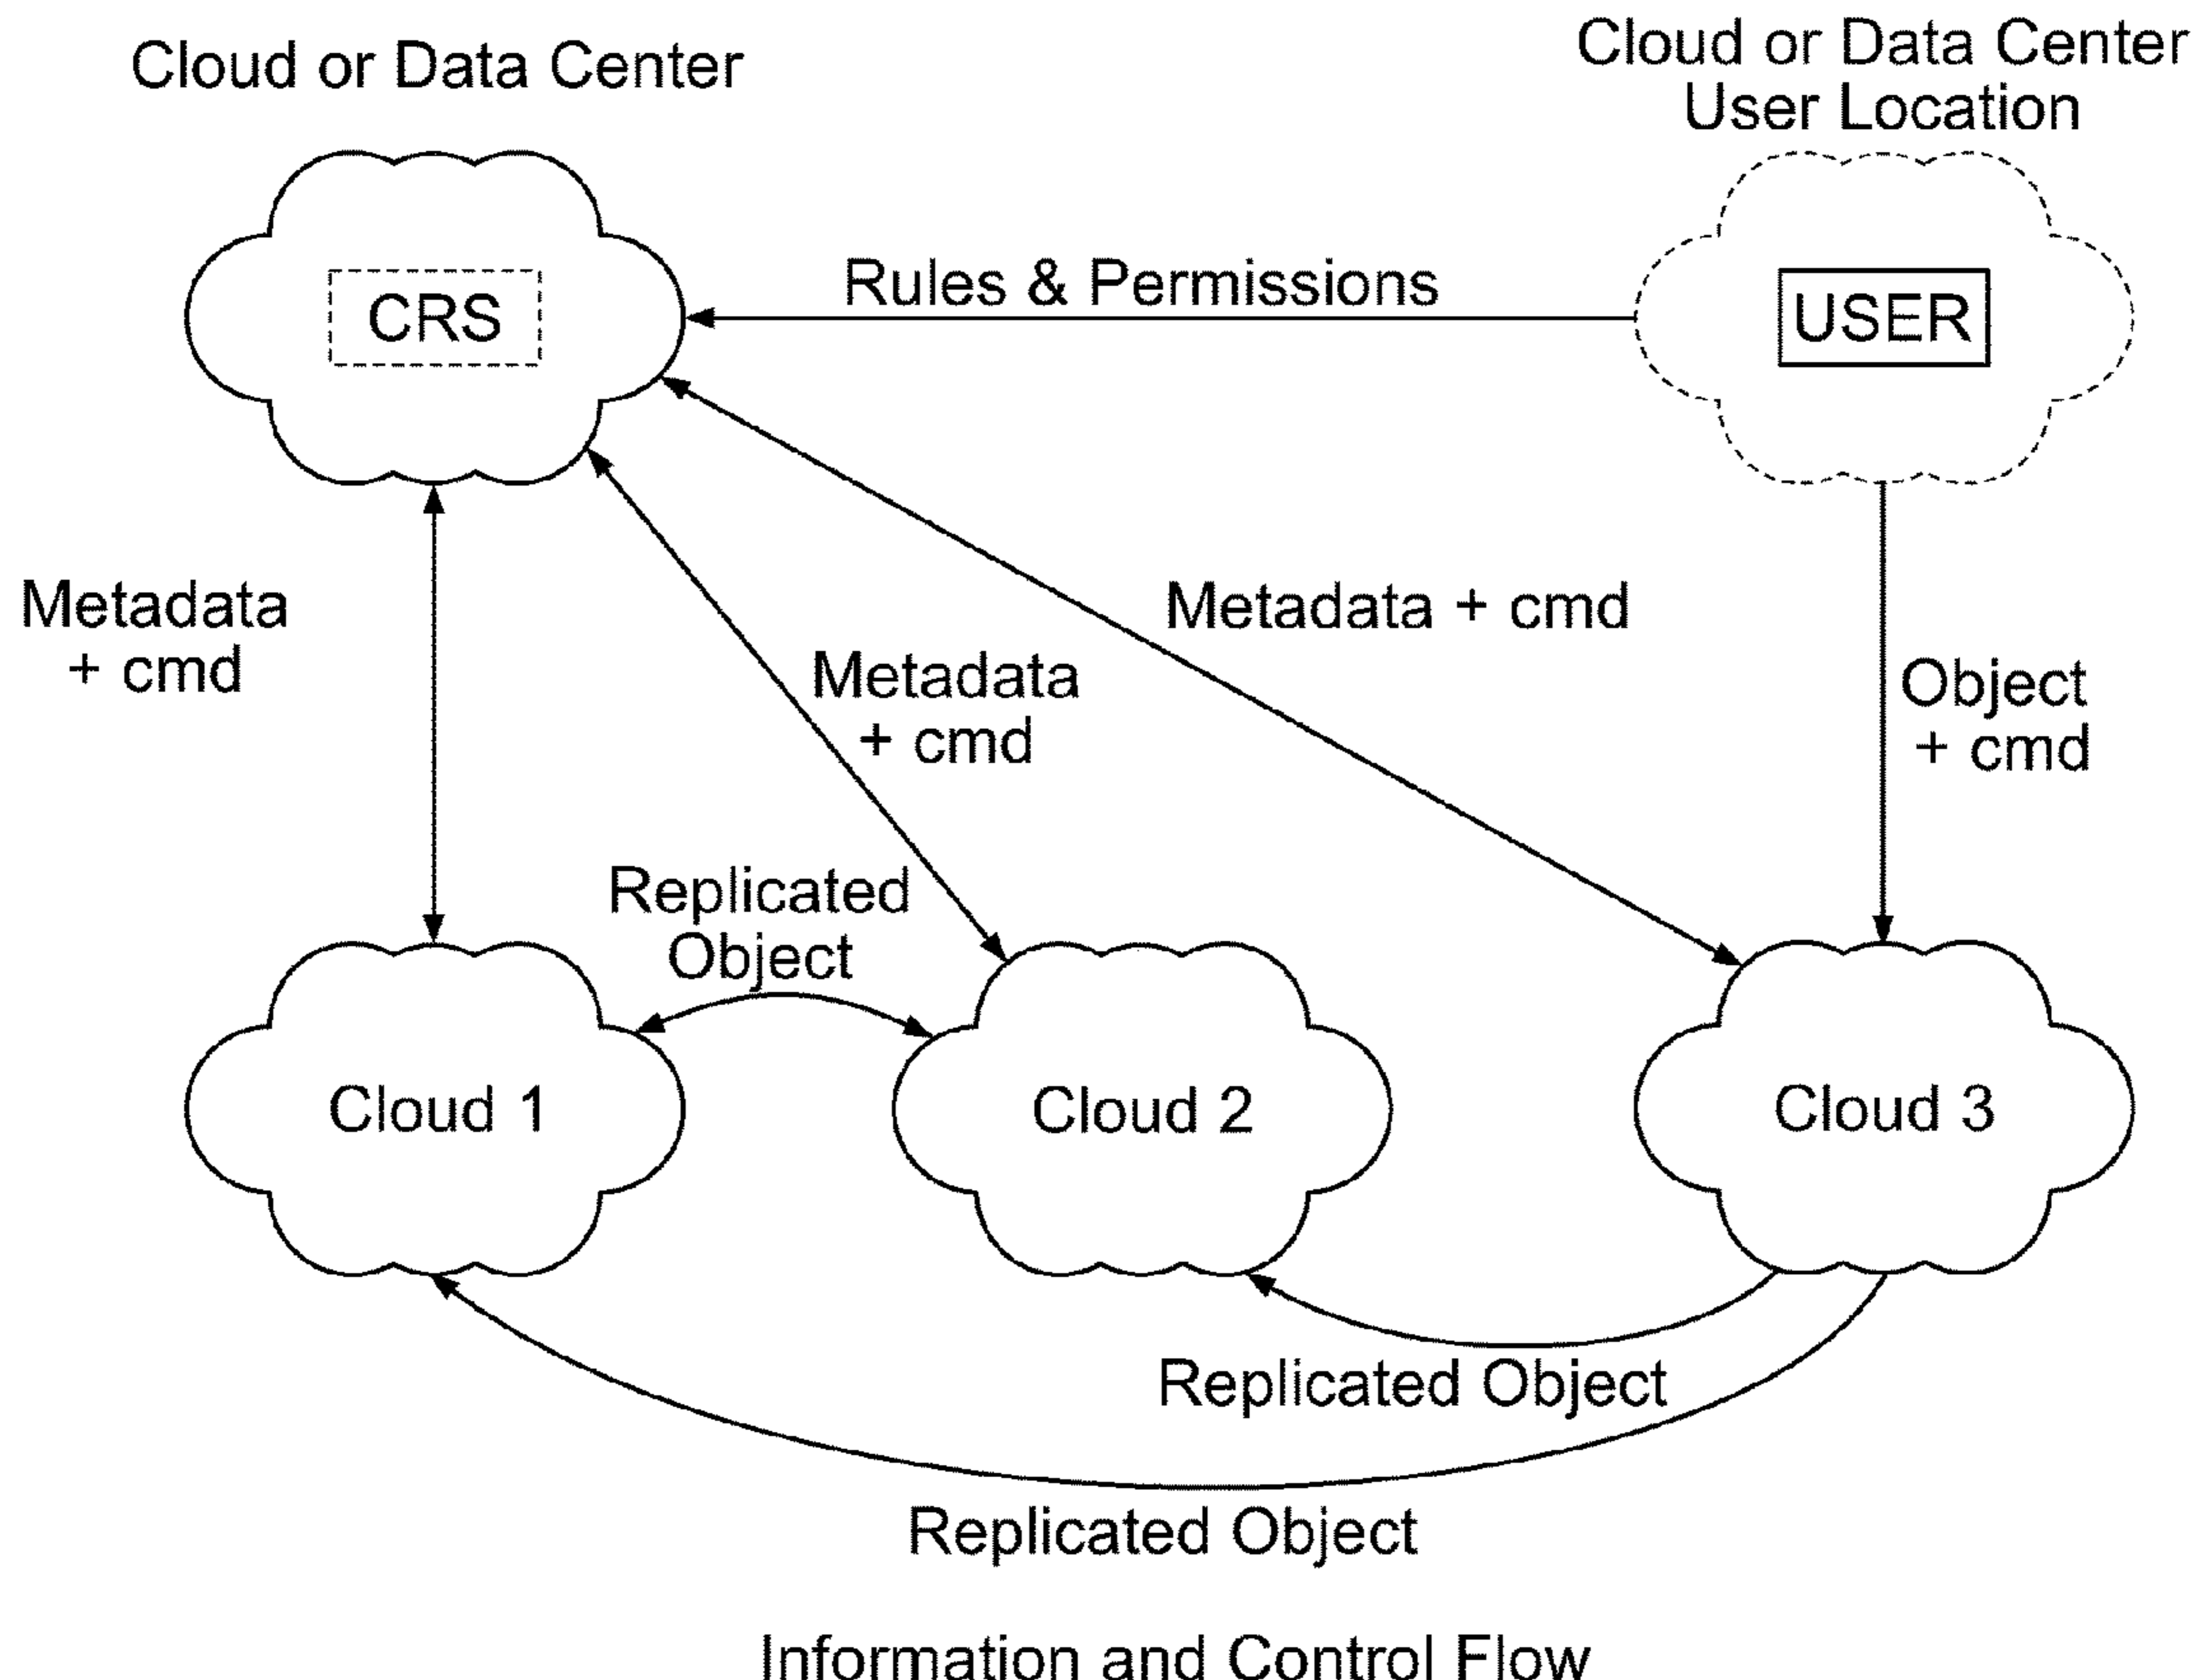 Cloud or Data Center
Cloud or Data Center
User Location
CRS
Rules & Permissions
USER
Metadata
+ cmd
Metadata
+ cmd
Metadata + cmd
Object
+ cmd
Replicated
Object
Cloud 1
Cloud 2
Cloud 3
Replicated Object
Replicated Object
Information and Control Flow